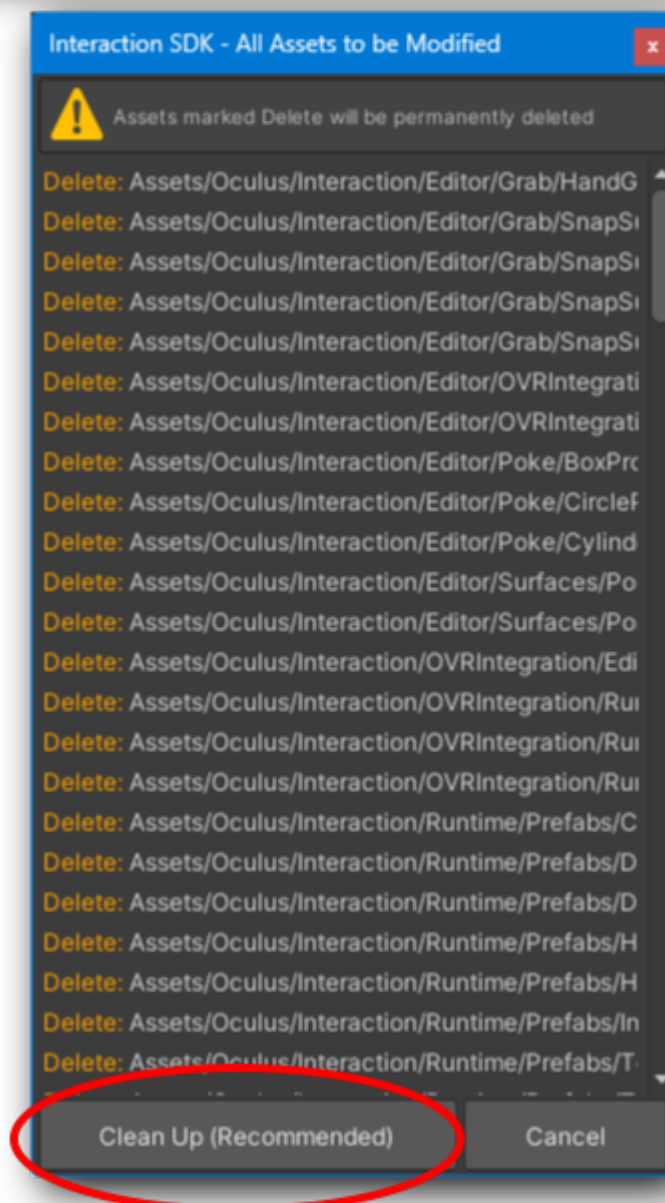 Interaction SDK - All Assets to be Modified
x
Assets marked Delete will be permanently deleted
Delete: Assets/Oculus/Interaction/Editor/Grab/HandG
Delete: Assets/Oculus/Interaction/Editor/Grab/SnapSu
Delete: Assets/Oculus/Interaction/Editor/Grab/SnapSu
Delete: Assets/Oculus/Interaction/Editor/Grab/SnapSu
Delete: Assets/Oculus/Interaction/Editor/Grab/SnapSu
Delete: Assets/Oculus/Interaction/Editor/OVRIntegrati
Delete: Assets/Oculus/Interaction/Editor/OVRIntegrati
Delete: Assets/Oculus/Interaction/Editor/Poke/BoxPro
Delete: Assets/Oculus/Interaction/Editor/Poke/CircleP
Delete: Assets/Oculus/Interaction/Editor/Poke/Cylind
Delete: Assets/Oculus/Interaction/Editor/Surfaces/Po
Delete: Assets/Oculus/Interaction/Editor/Surfaces/Po
Delete: Assets/Oculus/Interaction/OVRIntegration/Edi
Delete: Assets/Oculus/Interaction/OVRIntegration/Run
Delete: Assets/Oculus/Interaction/OVRIntegration/Run
Delete: Assets/Oculus/Interaction/OVRIntegration/Run
Delete: Assets/Oculus/Interaction/Runtime/Prefabs/C
Delete: Assets/Oculus/Interaction/Runtime/Prefabs/D
Delete: Assets/Oculus/Interaction/Runtime/Prefabs/D
Delete: Assets/Oculus/Interaction/Runtime/Prefabs/H
Delete: Assets/Oculus/Interaction/Runtime/Prefabs/H
Delete: Assets/Oculus/Interaction/Runtime/Prefabs/In
Delete: Assets/Oculus/Interaction/Runtime/Prefabs/T
Clean Up (Recommended)
Cancel